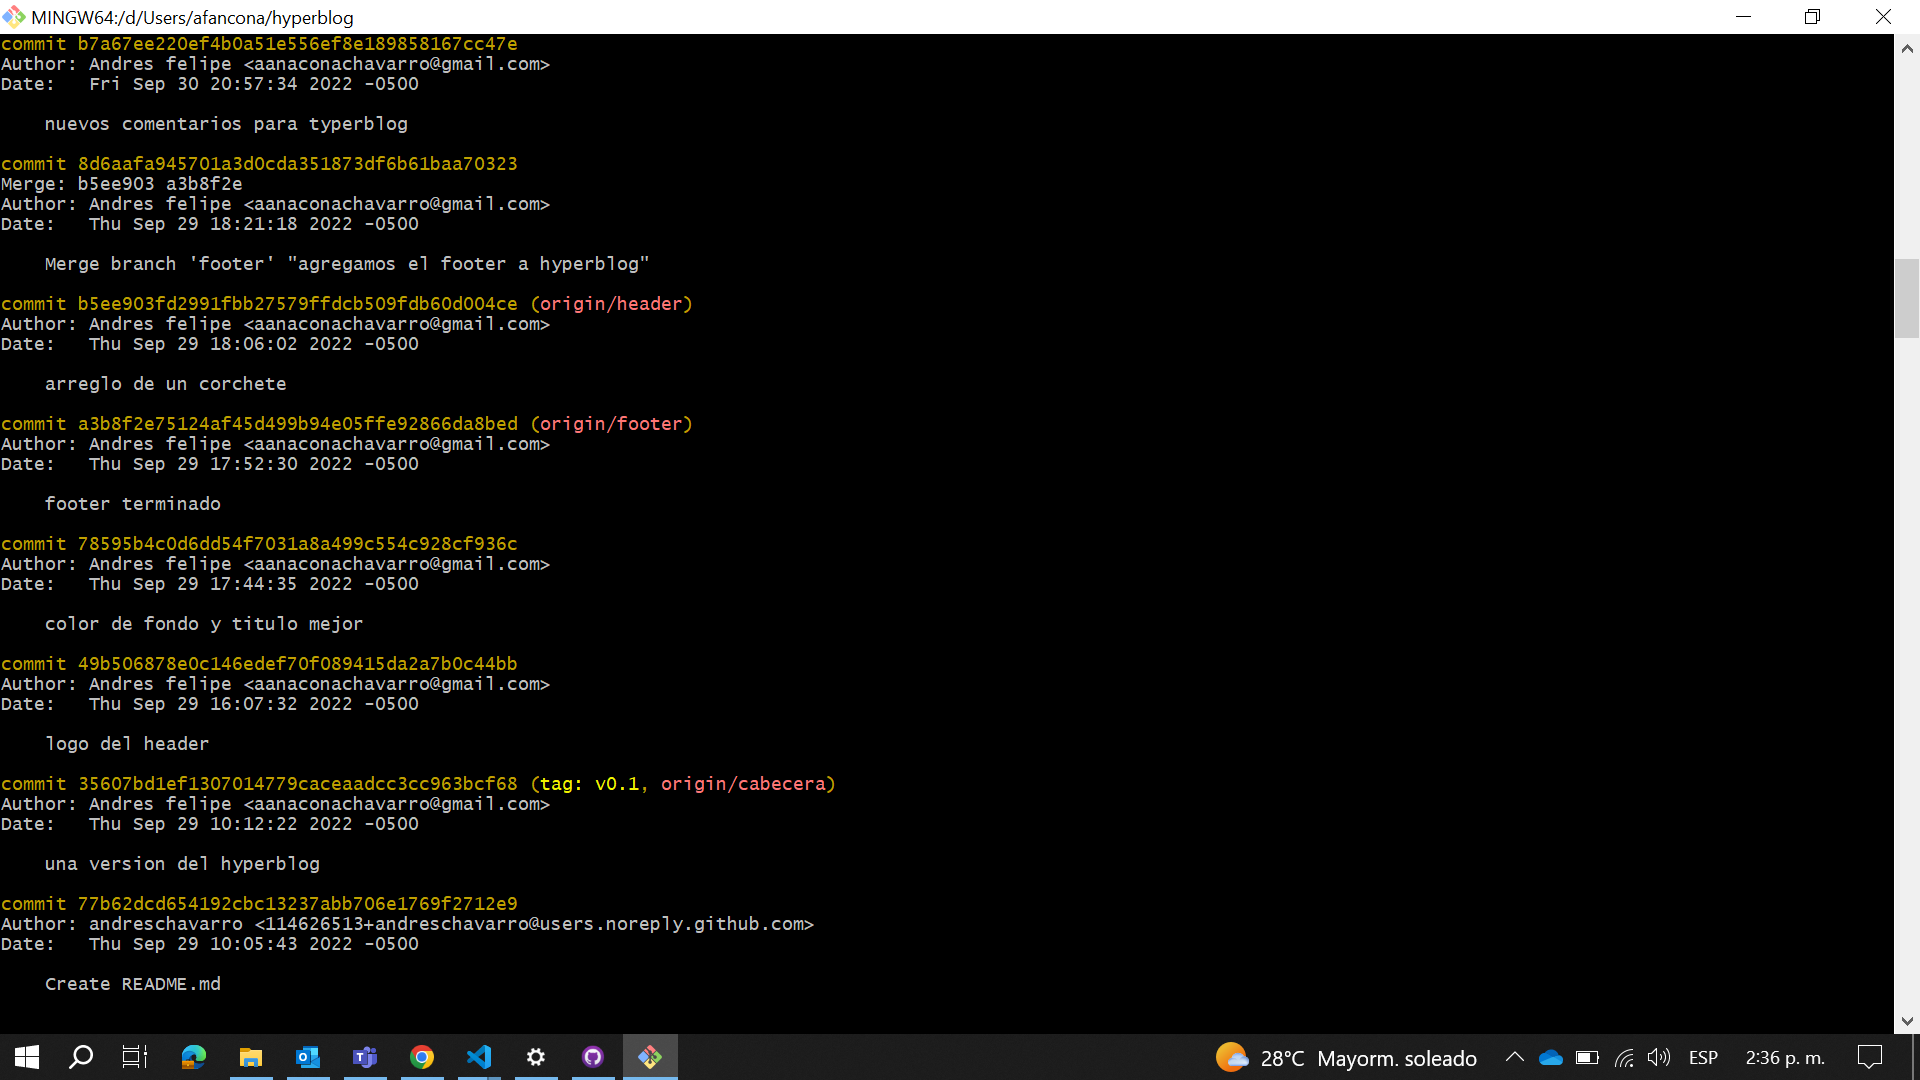 MINGW64:/d/Users/afancona/hyperblog
commit b7a67ee220ef4b0a51e556ef8e189858167cc47e
Author: Andres felipe <aanaconachavarro@gmail.com>
Date:   Fri Sep 30 20:57:34 2022 -0500
nuevos comentarios para typerblog
commit 8d6aafa945701a3d0cda351873df6b61baa70323
Merge: b5ee903 a3b8f2e
Author: Andres felipe <aanaconachavarro@gmail.com>
Date:   Thu Sep 29 18:21:18 2022 -0500
Merge branch 'footer' "agregamos el footer a hyperblog"
commit b5ee903fd2991fbb27579ffdcb509fdb60d004ce (origin/header)
Author: Andres felipe <aanaconachavarro@gmail.com>
Date:   Thu Sep 29 18:06:02 2022 -0500
arreglo de un corchete
commit a3b8f2e75124af45d499b94e05ffe92866da8bed (origin/footer)
Author: Andres felipe <aanaconachavarro@gmail.com>
Date:   Thu Sep 29 17:52:30 2022 -0500
footer terminado
commit 78595b4c0d6dd54f7031a8a499c554c928cf936c
Author: Andres felipe <aanaconachavarro@gmail.com>
Date:   Thu Sep 29 17:44:35 2022 -0500
color de fondo y titulo mejor
commit 49b506878e0c146edef70f089415da2a7b0c44bb
Author: Andres felipe <aanaconachavarro@gmail.com>
Date:   Thu Sep 29 16:07:32 2022 -0500
logo del header
commit 35607bd1ef1307014779caceaadcc3cc963bcf68 (tag: v0.1, origin/cabecera)
Author: Andres felipe <aanaconachavarro@gmail.com>
Date:   Thu Sep 29 10:12:22 2022 -0500
una version del hyperblog
commit 77b62dcd654192cbc13237abb706e1769f2712e9
Author: andreschavarro <114626513+andreschavarro@users.noreply.github.com>
Date:   Thu Sep 29 10:05:43 2022 -0500
Create README.md
28°C Mayorm. soleado ESP 2:36 p. m.